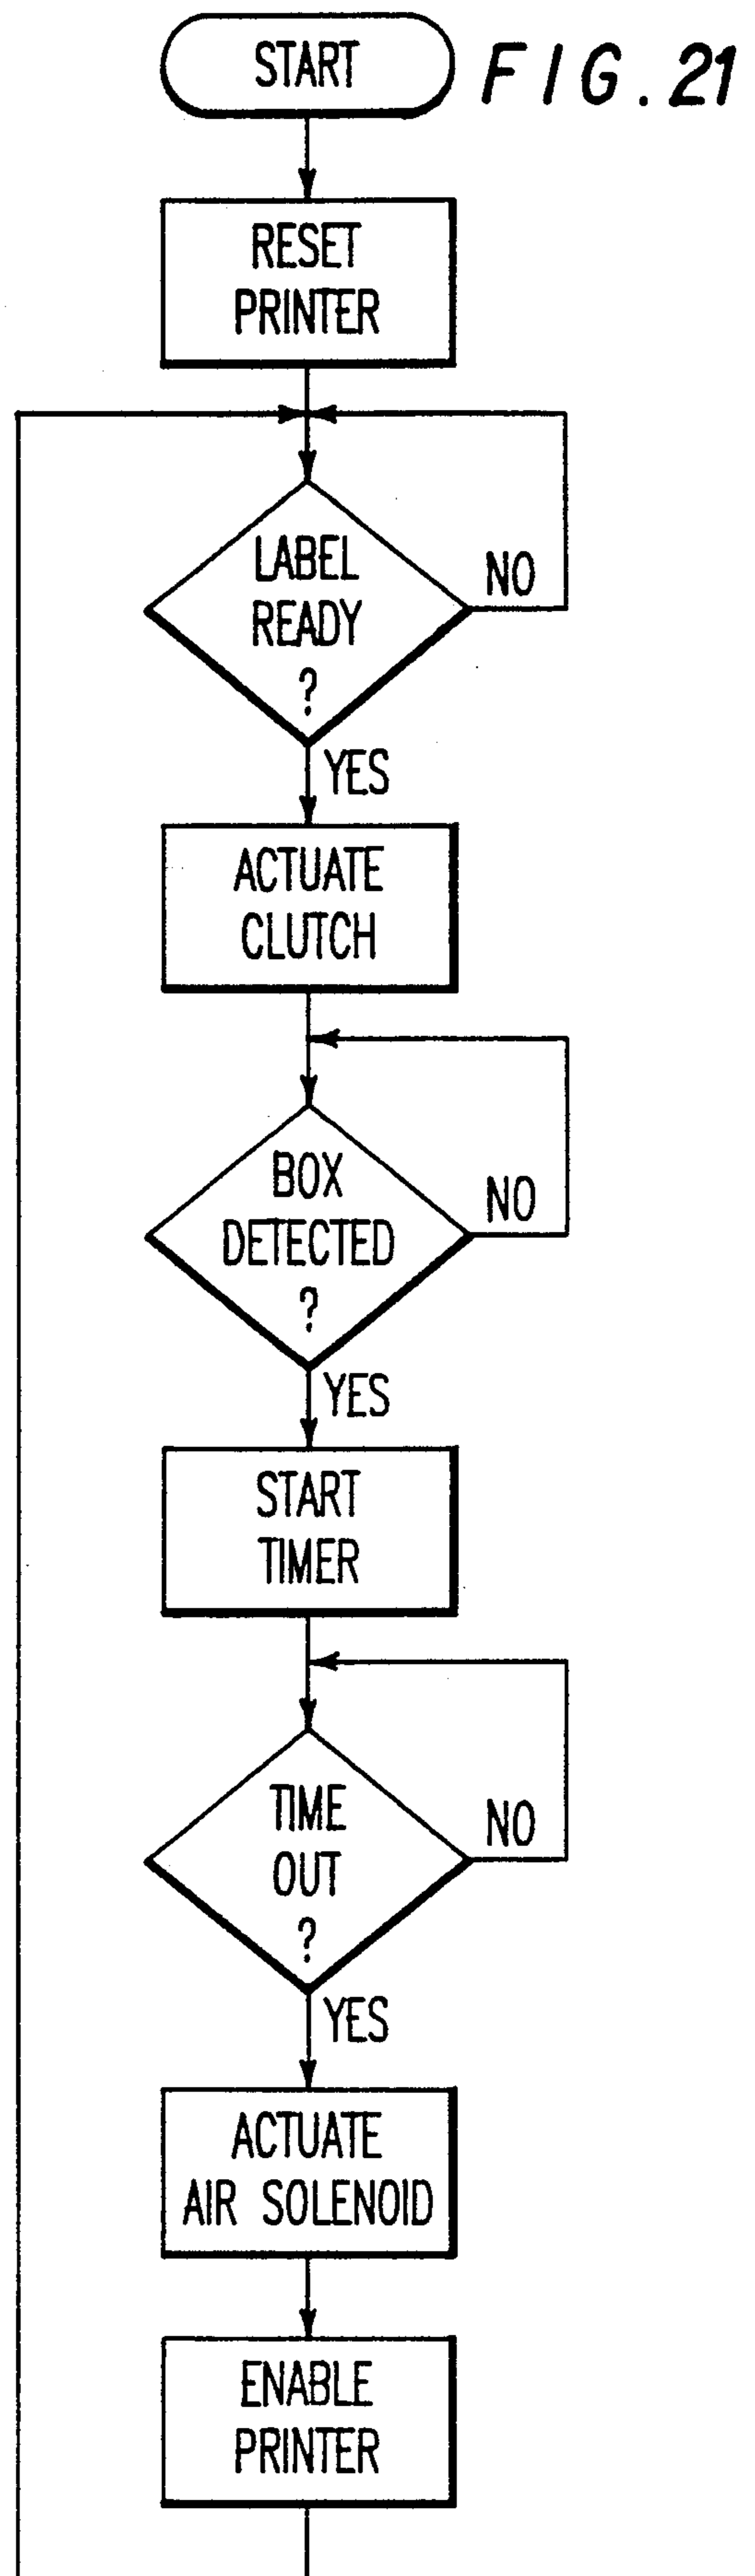 START
FIG. 21
RESET
PRINTER
LABEL
READY
?
NO
YES
ACTUATE
CLUTCH
BOX
DETECTED
?
NO
YES
START
TIMER
TIME
OUT
?
NO
YES
ACTUATE
AIR SOLENOID
ENABLE
PRINTER